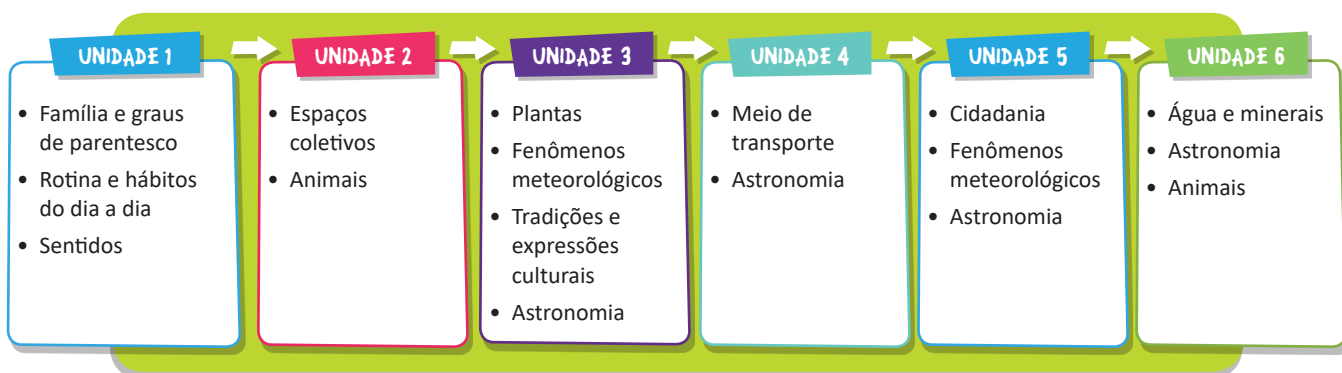 UNIDADE 1
• Família e graus
de parentesco
• Rotina e hábitos
do dia a dia
• Sentidos
UNIDADE 2
• Espaços
coletivos
• Animais
UNIDADE 3
• Plantas
• Fenômenos
meteorológicos
• Tradições e
expressões
culturais
• Astronomia
UNIDADE 4
• Meio de
transporte
• Astronomia
UNIDADE 5
• Cidadania
• Fenômenos
meteorológicos
• Astronomia
UNIDADE 6
• Água e minerais
• Astronomia
• Animais